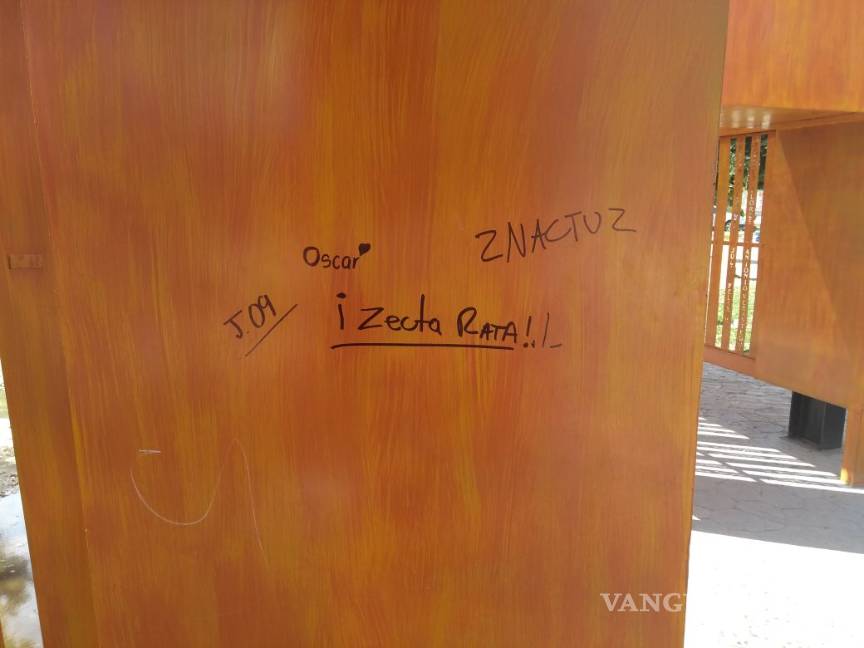 Oscar
ZNACTUZ
J.09
¡Zecta RATA!!
VANG